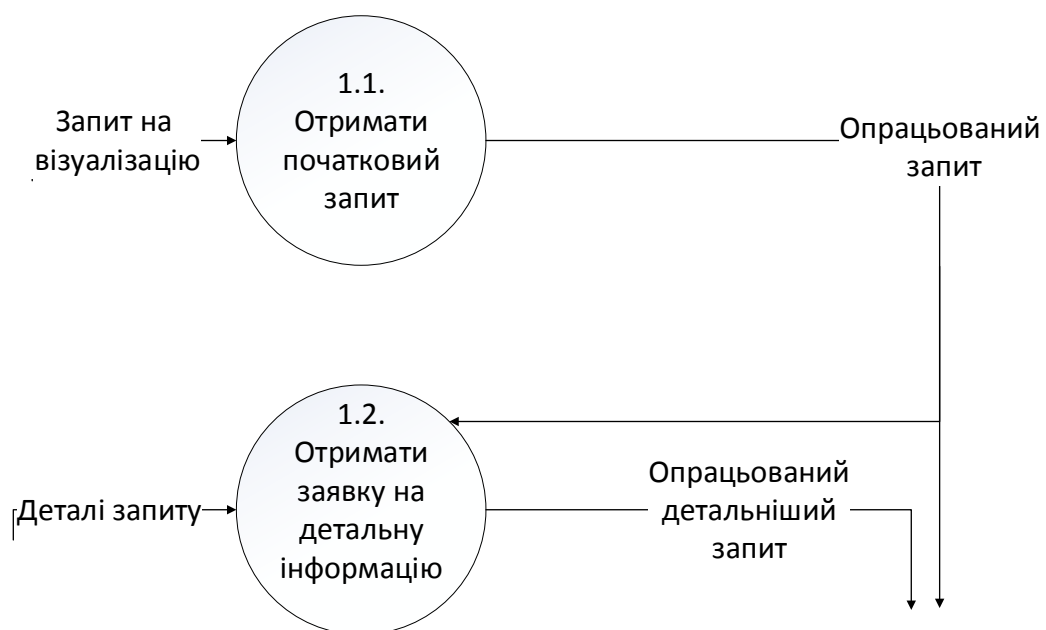 1.1.
Отримати
початковий
запит
Запит на
візуалізацію
Опрацьований
запит
1.2.
Отримати
заявку на
детальну
інформацію
Деталі запиту
Опрацьований
детальніший
запит